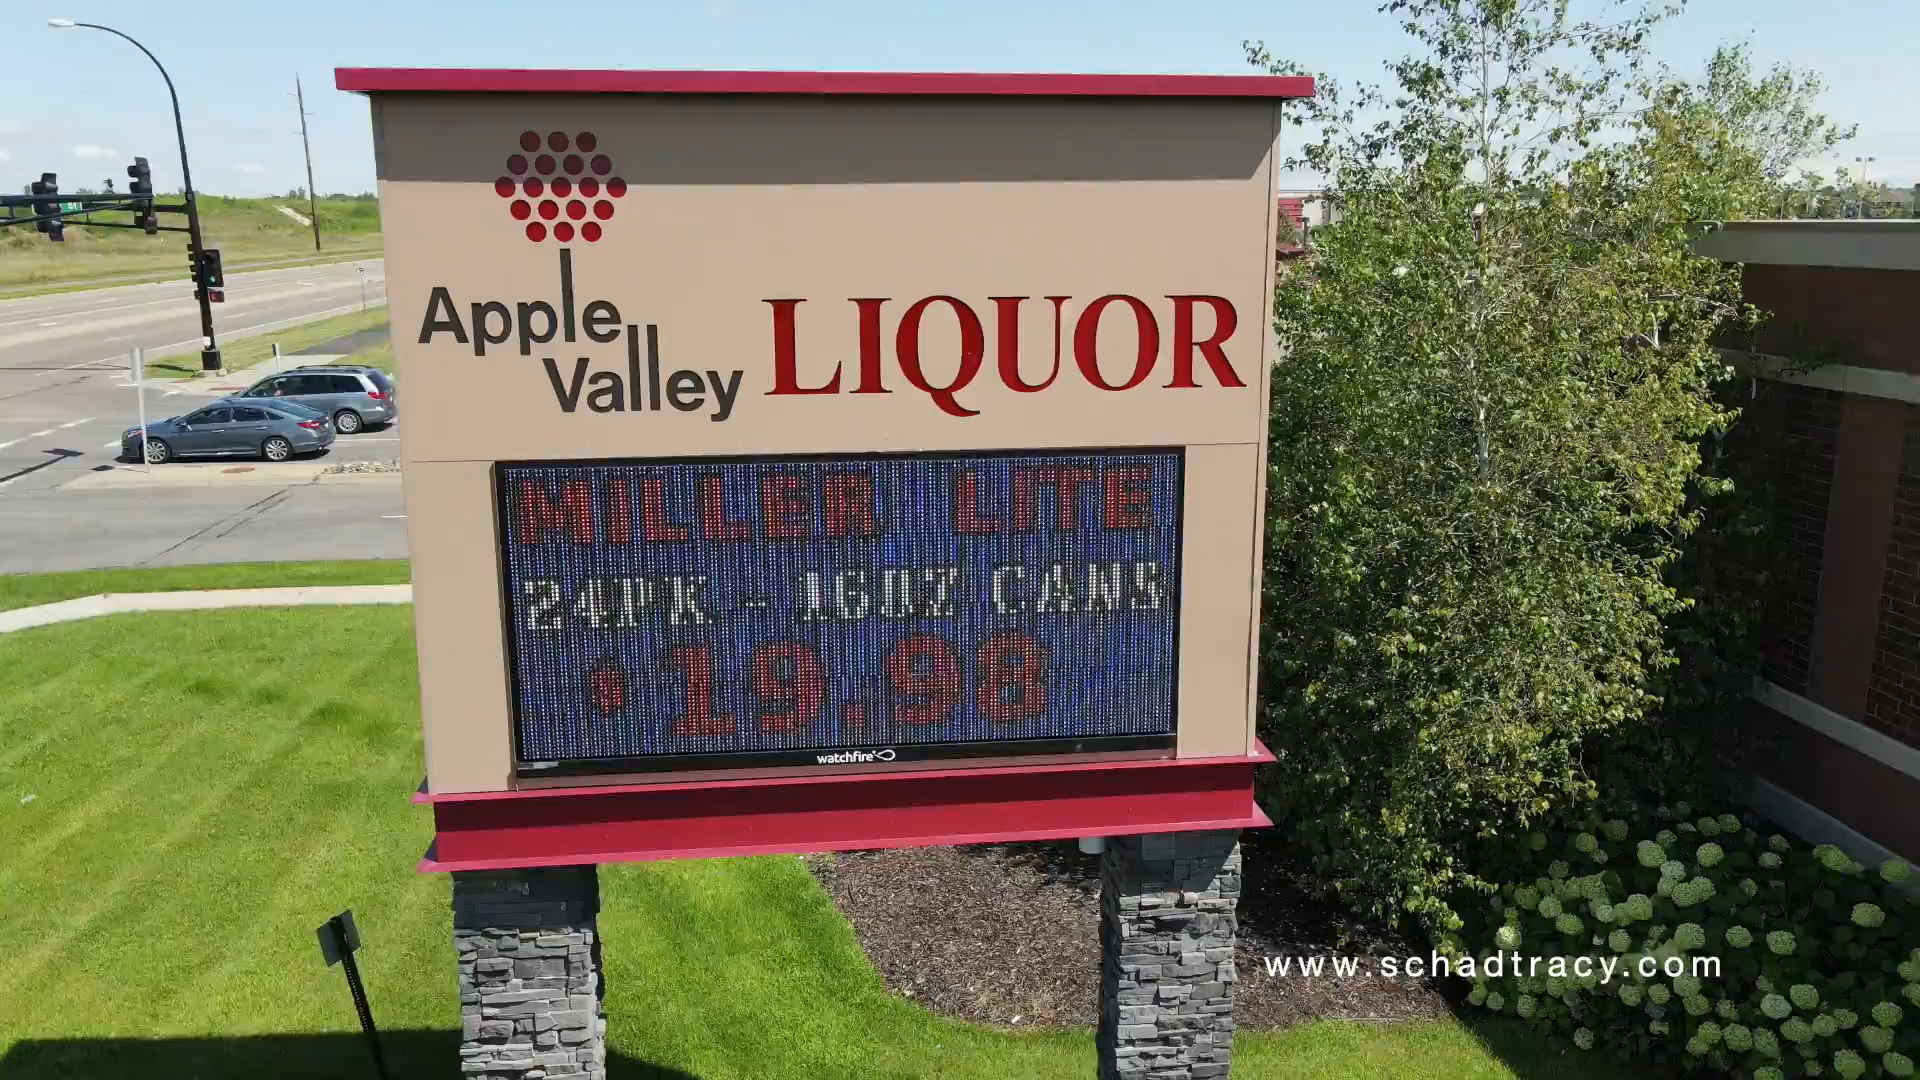 Apple Valley LIQUOR
MILLER LITE
24PK - 16OZ CANS
19.98
watchfire
www.schadtracy.com